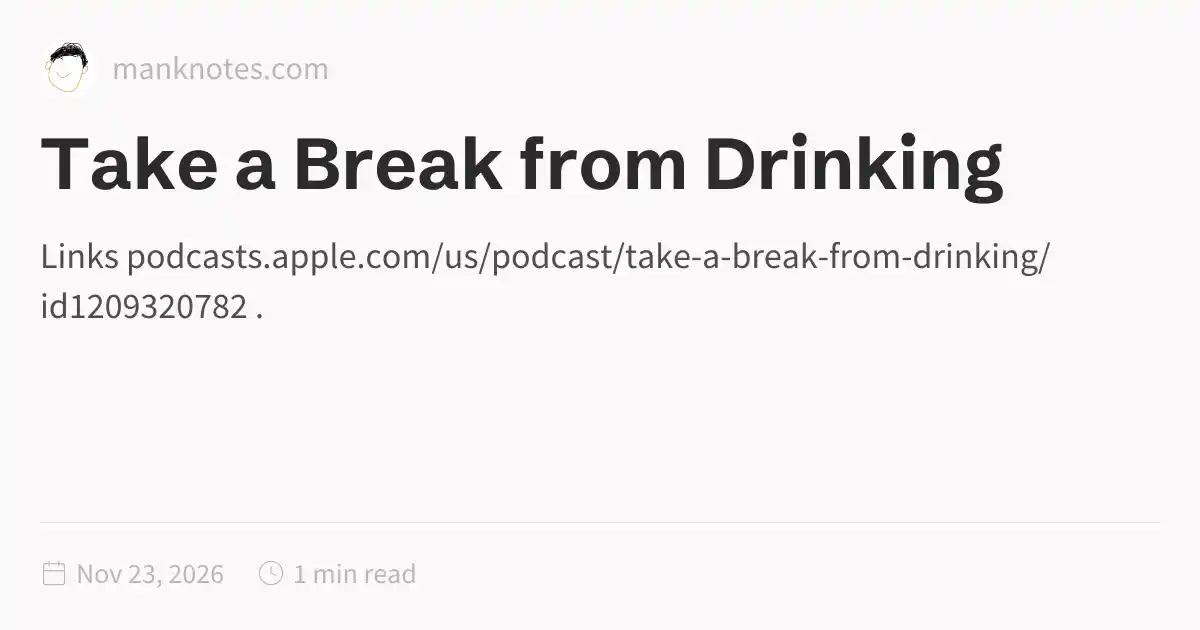 manknotes.com
Take a Break from Drinking
Links podcasts.apple.com/us/podcast/take-a-break-from-drinking/
id1209320782 .
Nov 23, 2026 1 min read